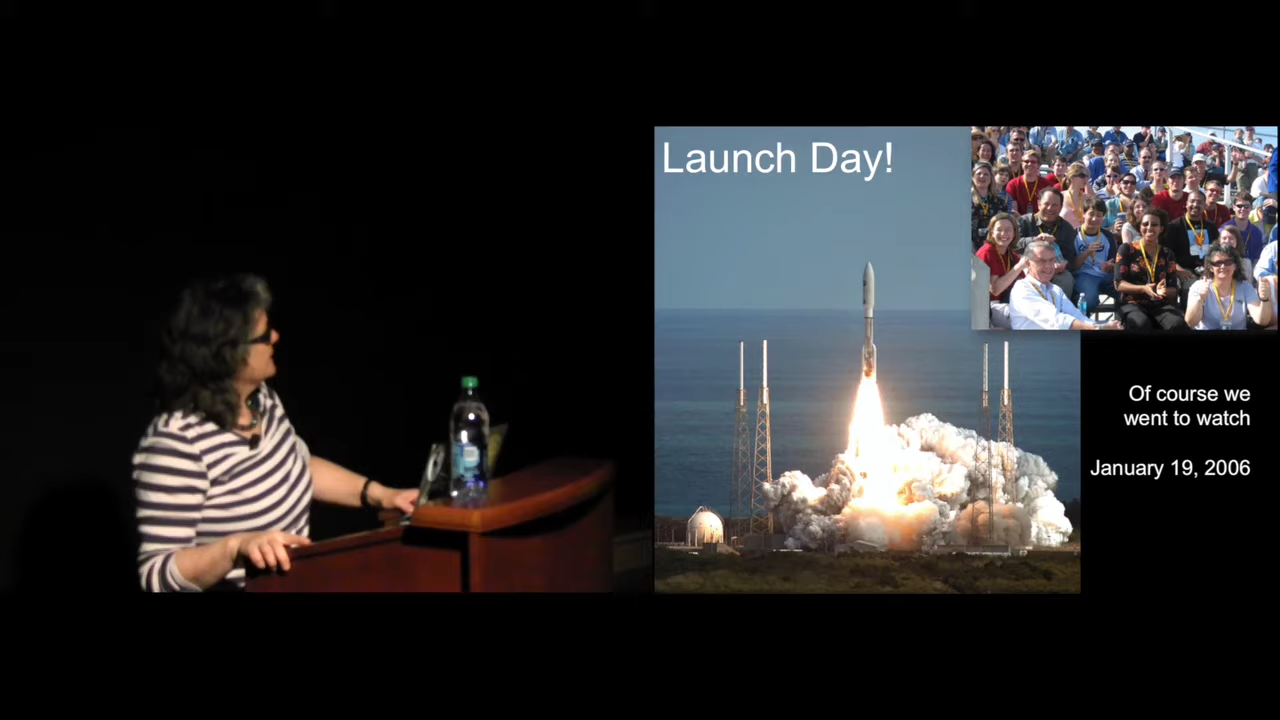 Launch Day!
Of course we
went to watch
January 19, 2006